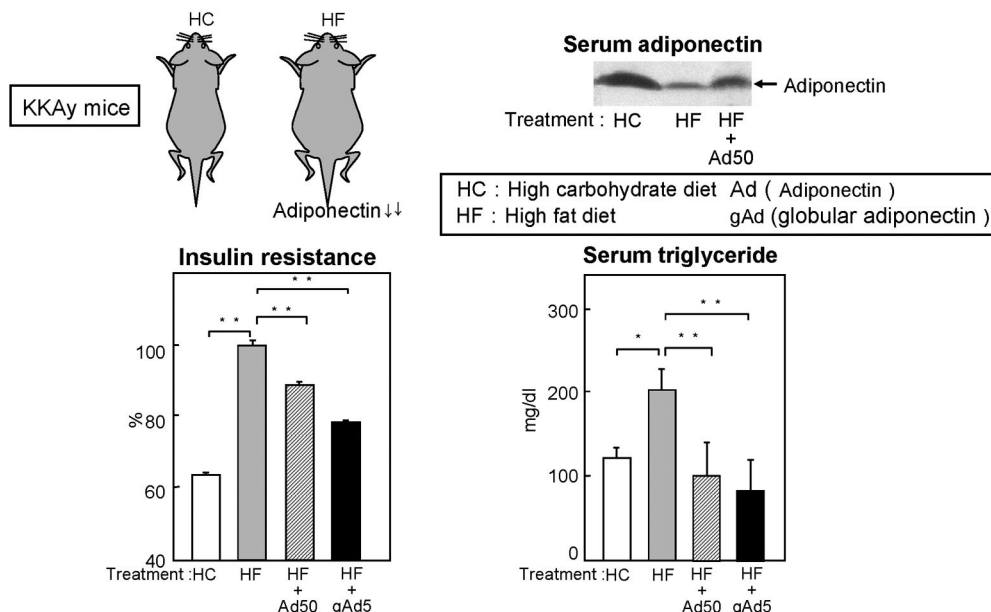 HC HF
KKAy mice
Adiponectin↓↓
Serum adiponectin
← Adiponectin
Treatment : HC HF HF
+
Ad50
HC : High carbohydrate diet Ad ( Adiponectin )
HF : High fat diet gAd (globular adiponectin )
Insulin resistance
* *
* *
* *
100
80
60
40
%
Treatment :HC HF HF HF
+ +
Ad50 gAd5
Serum triglyceride
300
200
100
0
mg/dl
* *
* * *
Treatment : HC HF HF HF
+ +
Ad50 gAd5